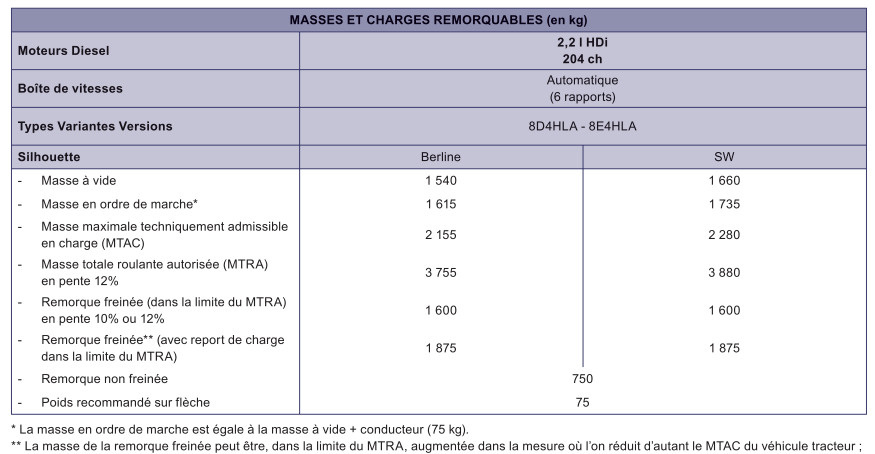 MASSES ET CHARGES REMORQUABLES (en kg)
Moteurs Diesel
2,2 l HDi
204 ch
Boîte de vitesses
Automatique
(6 rapports)
Types Variantes Versions
8D4HLA - 8E4HLA
Silhouette Berline SW
- Masse à vide 1 540 1 660
- Masse en ordre de marche* 1 615 1 735
- Masse maximale techniquement admissible
en charge (MTAC) 2 155 2 280
- Masse totale roulante autorisée (MTRA)
en pente 12% 3 755 3 880
- Remorque freinée (dans la limite du MTRA)
en pente 10% ou 12% 1 600 1 600
- Remorque freinée** (avec report de charge
dans la limite du MTRA) 1 875 1 875
- Remorque non freinée 750
- Poids recommandé sur flèche 75
* La masse en ordre de marche est égale à la masse à vide + conducteur (75 kg).
** La masse de la remorque freinée peut être, dans la limite du MTRA, augmentée dans la mesure où l'on réduit d'autant le MTAC du véhicule tracteur ;